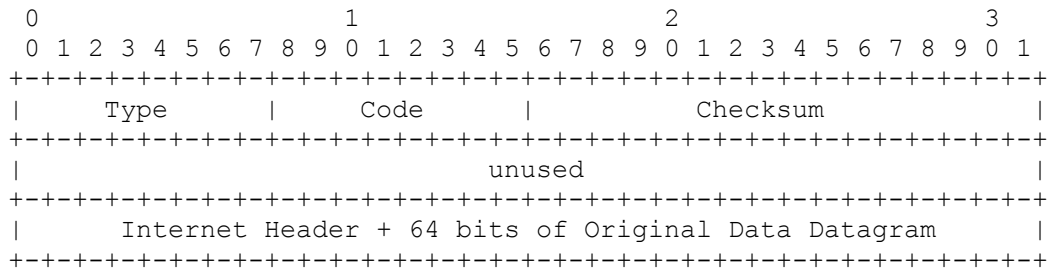 0                   1                   2                   3
 0 1 2 3 4 5 6 7 8 9 0 1 2 3 4 5 6 7 8 9 0 1 2 3 4 5 6 7 8 9 0 1
+-+-+-+-+-+-+-+-+-+-+-+-+-+-+-+-+-+-+-+-+-+-+-+-+-+-+-+-+-+-+-+-+
|     Type      |     Code      |          Checksum             |
+-+-+-+-+-+-+-+-+-+-+-+-+-+-+-+-+-+-+-+-+-+-+-+-+-+-+-+-+-+-+-+-+
|                             unused                            |
+-+-+-+-+-+-+-+-+-+-+-+-+-+-+-+-+-+-+-+-+-+-+-+-+-+-+-+-+-+-+-+-+
|      Internet Header + 64 bits of Original Data Datagram      |
+-+-+-+-+-+-+-+-+-+-+-+-+-+-+-+-+-+-+-+-+-+-+-+-+-+-+-+-+-+-+-+-+